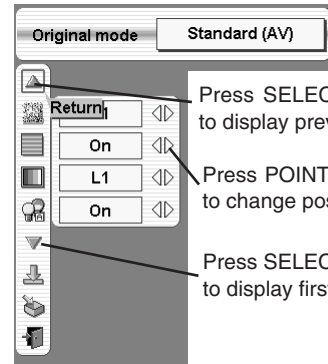 Original mode Standard (AV)
Return 1
Press SELEC
to display prev
On
L1
Press POINT
to change pos
On
Press SELEC
to display firs